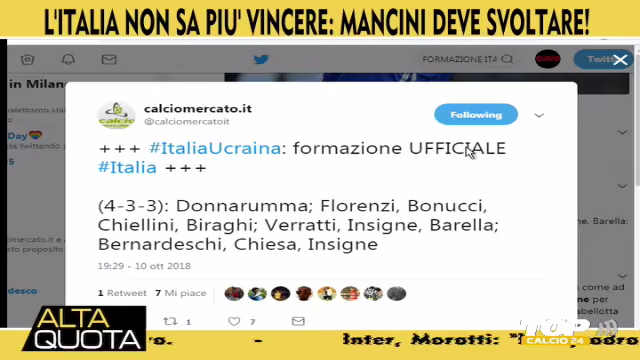 L'ITALIA NON SA PIU' VINCERE: MANCINI DEVE SVOLTARE!
FORMAZIONE ITA
in Milano
Day
calciomercato.it
@calciomercatoit
Following
+++ #ItaliaUcraina: formazione UFFICIALE
#Italia +++
(4-3-3): Donnarumma; Florenzi, Bonucci,
Chiellini, Biraghi; Verratti, Insigne, Barella;
Bernardeschi, Chiesa, Insigne
19:29 - 10 ott 2018
1 Retweet 7 Mi piace
1
7
ALTA
QUOTA
Inter, Moratti:
TOP
CALCIO 24